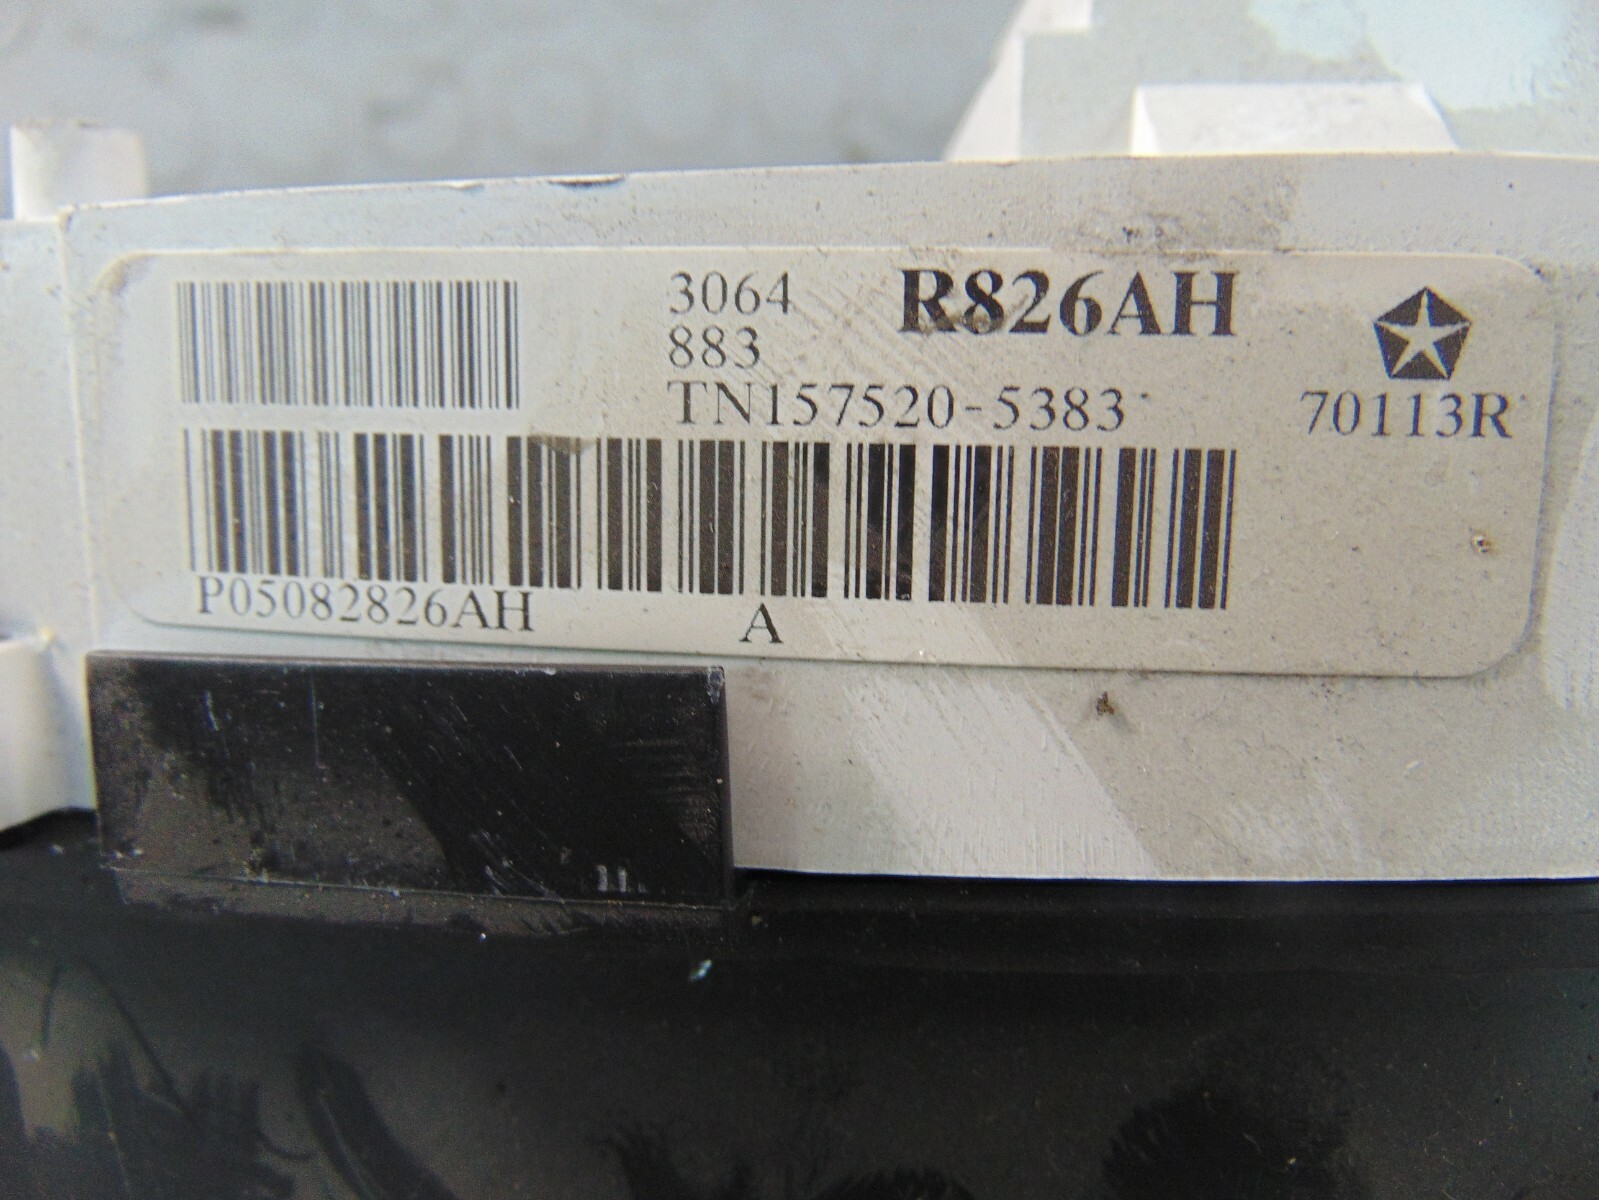 3064 R826AH
883
TN157520-5383 70113R
P05082826AH A